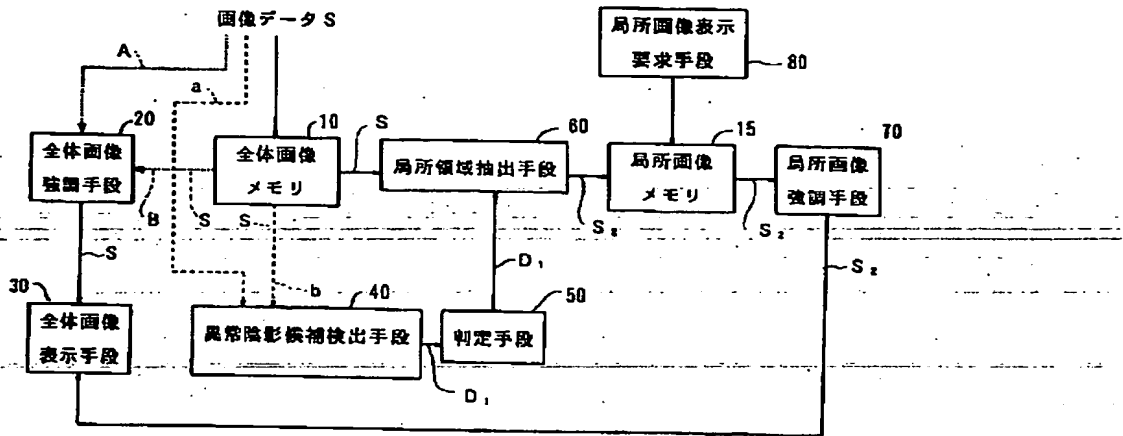 画像データ S
局所画像表示
要求手段
80
A
a
20
全体画像
強調手段
10
全体画像
メモリ
S
60
局所領域抽出手段
15
局所画像
メモリ
70
局所画像
強調手段
B
S
S
S₂
S₂
S
D₁
S₂
b
30
全体画像
表示手段
40
異常陰影候補検出手段
50
判定手段
D₁